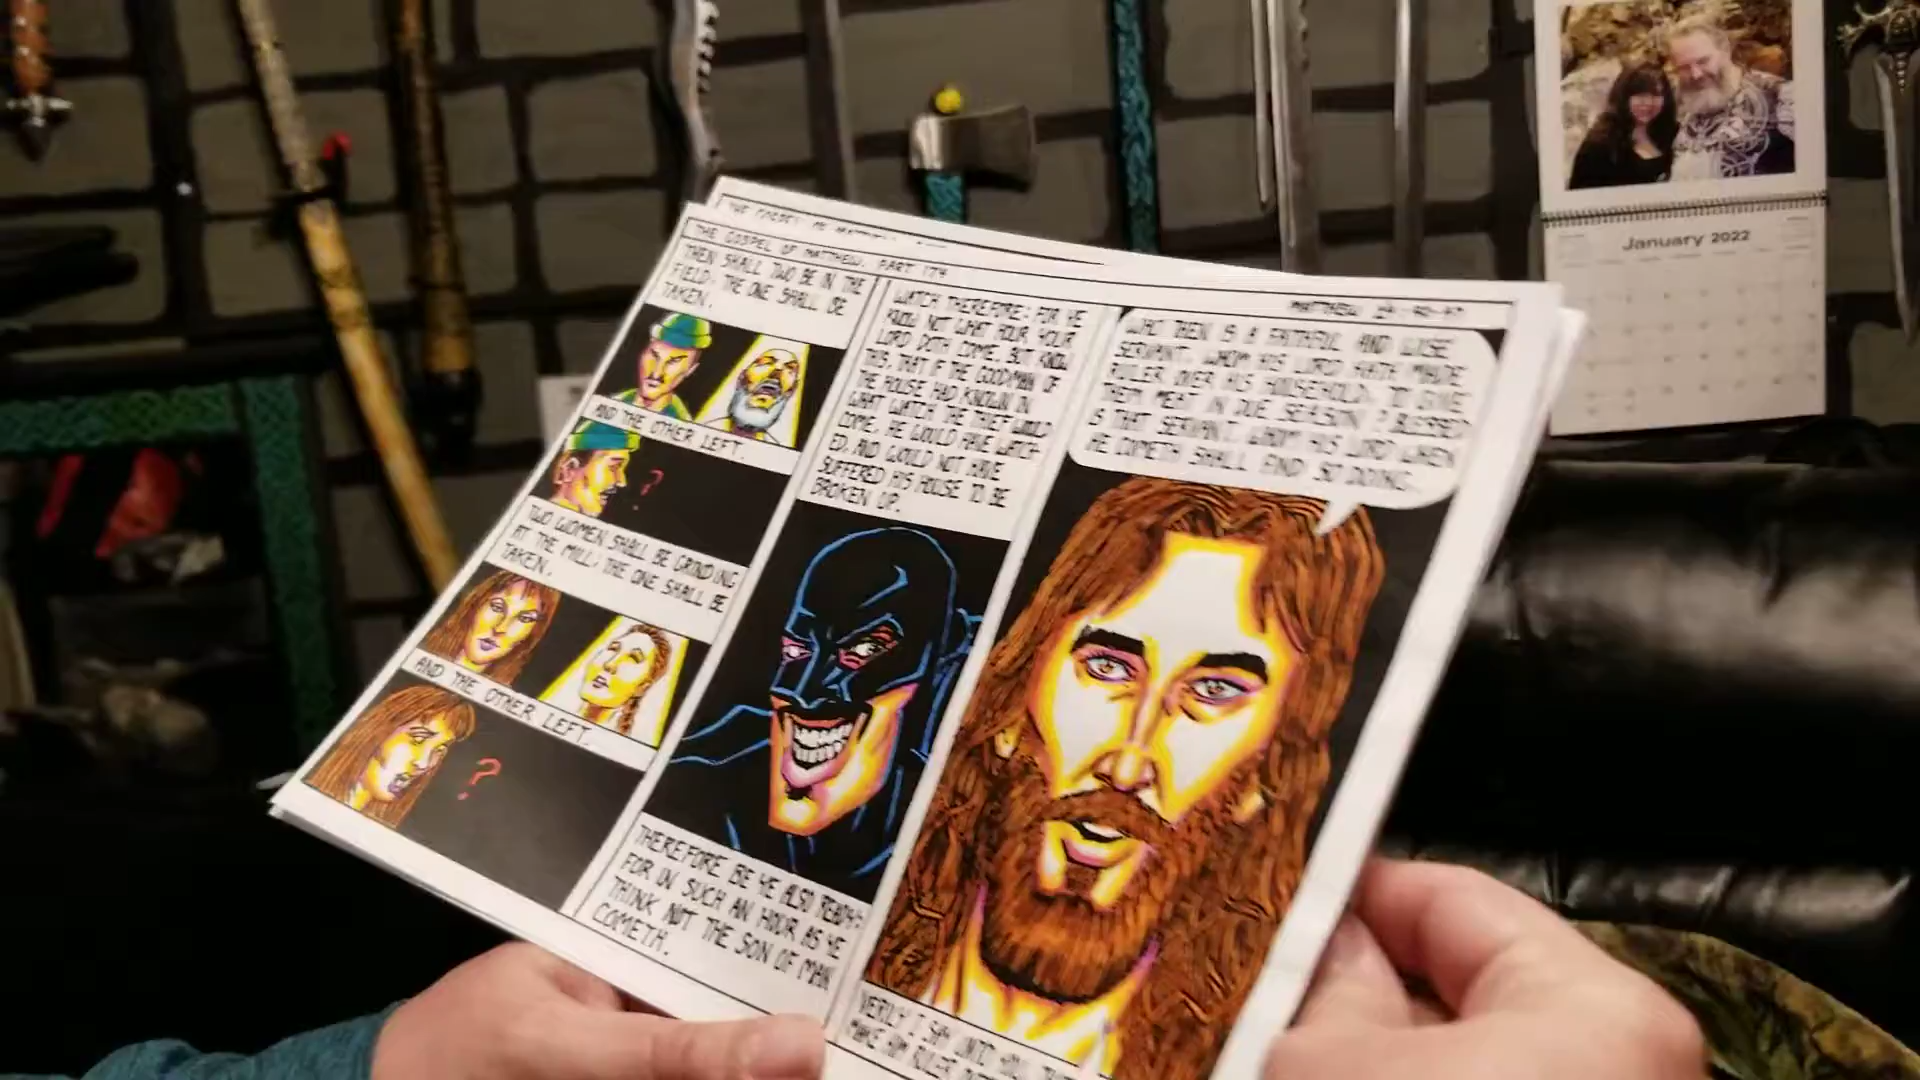 THE GOSPEL OF MATTHEW, PART 174
MATTHEW 24:40-47
THEN SHALL TWO BE IN THE
FIELD; THE ONE SHALL BE
TAKEN,
AND THE OTHER LEFT.
?
TWO WOMEN SHALL BE GRINDING
AT THE MILL; THE ONE SHALL BE
TAKEN,
AND THE OTHER LEFT.
?
WATCH THEREFORE: FOR YE
KNOW NOT WHAT HOUR YOUR
LORD DOTH COME. BUT KNOW
THIS, THAT IF THE GOODMAN OF
THE HOUSE HAD KNOWN IN
WHAT WATCH THE THIEF WOULD
COME, HE WOULD HAVE WATCH
ED, AND WOULD NOT HAVE
SUFFERED HIS HOUSE TO BE
BROKEN UP.
THEREFORE BE YE ALSO READY:
FOR IN SUCH AN HOUR AS YE
THINK NOT THE SON OF MAN
COMETH.
WHO THEN IS A FAITHFUL AND WISE
SERVANT, WHOM HIS LORD HATH MADE
RULER OVER HIS HOUSEHOLD, TO GIVE
THEM MEAT IN DUE SEASON? BLESSED
IS THAT SERVANT, WHOM HIS LORD WHEN
HE COMETH SHALL FIND SO DOING.
VERILY I SAY UNTO YOU,
MAKE HIM RULER
January 2022